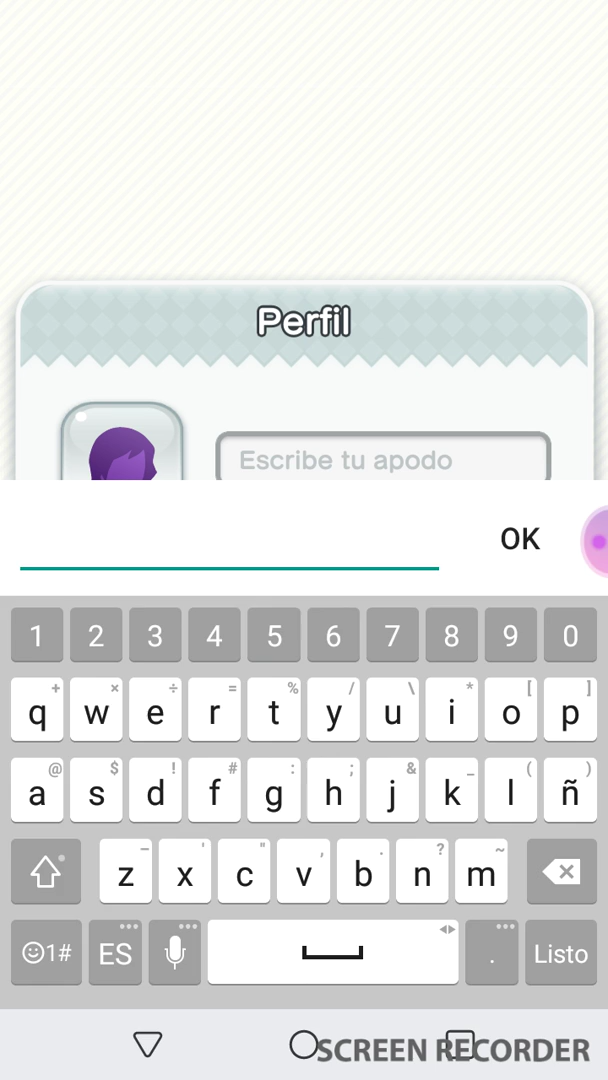 Perfil
Escribe tu apodo
OK
1 2 3 4 5 6 7 8 9 0
+ × ÷ = % / \ * [ ]
q w e r t y u i o p
@ $ ! # : ; & _ ( )
a s d f g h j k l ñ
- ' " , . ? ~
z x c v b n m
1# ES . Listo
SCREEN RECORDER